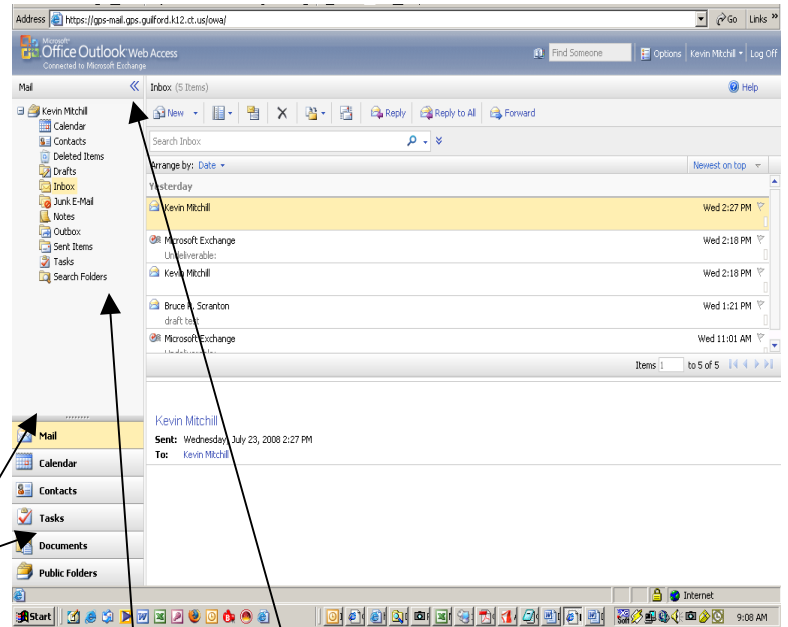 Address https://gps-mail.gps.guilford.k12.ct.us/owa/ Go Links »
Microsoft®
Office Outlook® Web Access
Connected to Microsoft Exchange
Find Someone Options Kevin Mitchill Log Off
Mail « Inbox (5 Items) Help
Kevin Mitchill
Calendar
Contacts
Deleted Items
Drafts
Inbox
Junk E-Mail
Notes
Outbox
Sent Items
Tasks
Search Folders
New Reply Reply to All Forward
Search Inbox
Arrange by: Date Newest on top
Yesterday
Kevin Mitchill Wed 2:27 PM
Microsoft Exchange Wed 2:18 PM
Undeliverable:
Kevin Mitchill Wed 2:18 PM
Bruce R. Scranton Wed 1:21 PM
draft test
Microsoft Exchange Wed 11:01 AM
Undeliverable:
Items 1 to 5 of 5
Kevin Mitchill
Sent: Wednesday, July 23, 2008 2:27 PM
To: Kevin Mitchill
Mail
Calendar
Contacts
Tasks
Documents
Public Folders
Internet
Start 9:08 AM